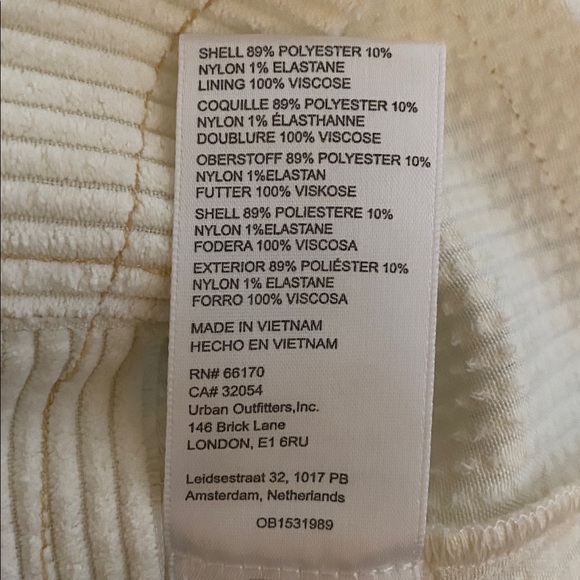 SHELL 89% POLYESTER 10%
NYLON 1% ELASTANE
LINING 100% VISCOSE
COQUILLE 89% POLYESTER 10%
NYLON 1% ÉLASTHANNE
DOUBLURE 100% VISCOSE
OBERSTOFF 89% POLYESTER 10%
NYLON 1%ELASTAN
FUTTER 100% VISKOSE
SHELL 89% POLIESTERE 10%
NYLON 1%ELASTANE
FODERA 100% VISCOSA
EXTERIOR 89% POLIÉSTER 10%
NYLON 1% ELASTANE
FORRO 100% VISCOSA
MADE IN VIETNAM
HECHO EN VIETNAM
RN# 66170
CA# 32054
Urban Outfitters,Inc.
146 Brick Lane
LONDON, E1 6RU
Leidsestraat 32, 1017 PB
Amsterdam, Netherlands
OB1531989